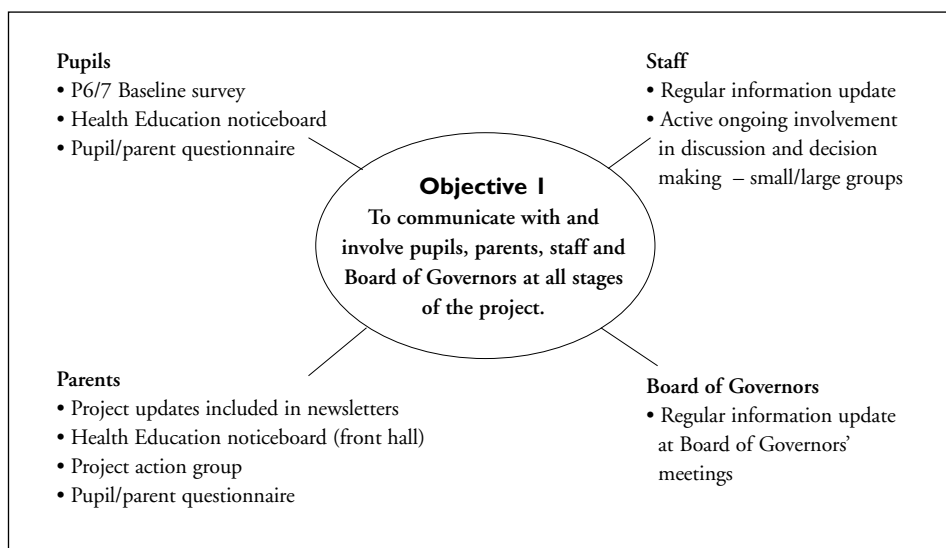 Pupils
• P6/7 Baseline survey
• Health Education noticeboard
• Pupil/parent questionnaire
Staff
• Regular information update
• Active ongoing involvement
in discussion and decision
making – small/large groups
Objective 1
To communicate with and
involve pupils, parents, staff and
Board of Governors at all stages
of the project.
Parents
• Project updates included in newsletters
• Health Education noticeboard (front hall)
• Project action group
• Pupil/parent questionnaire
Board of Governors
• Regular information update
at Board of Governors’
meetings